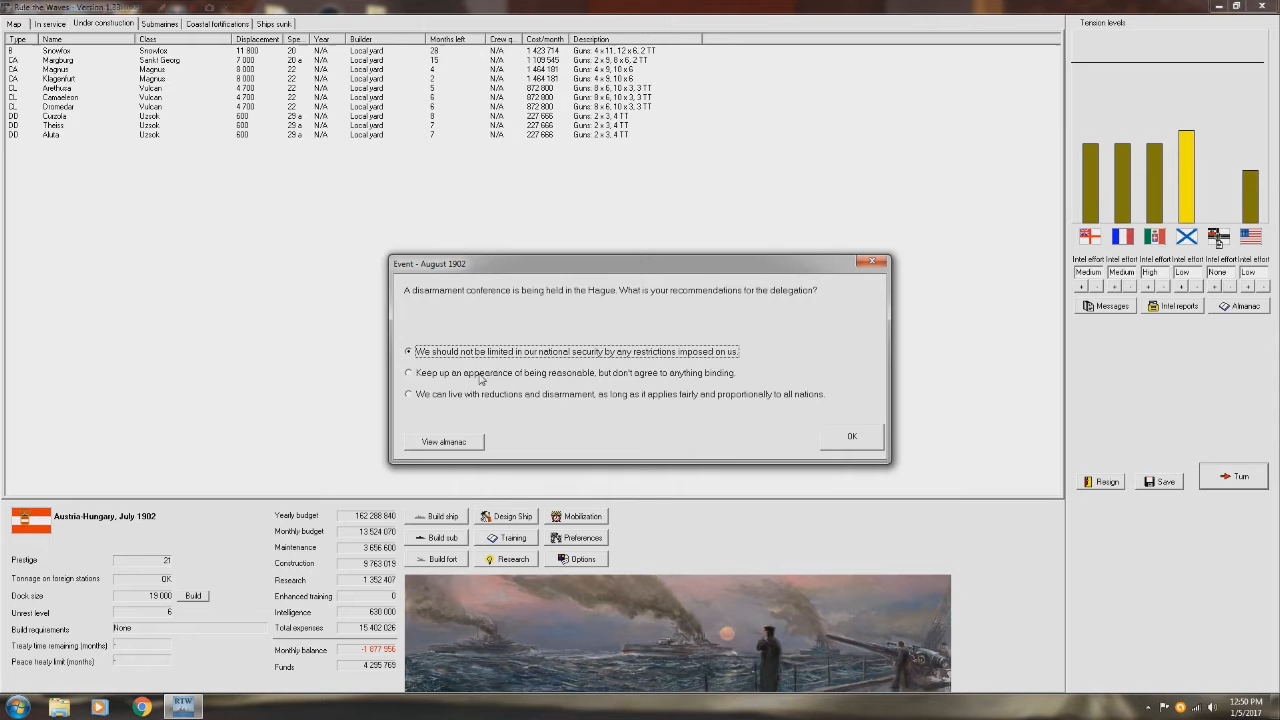 Rule the Waves - Version 1.33
Map In service Under construction Submarines Coastal fortifications Ships sunk
Type Name Class Displacement Spe... Year Builder Months left Crew q... Cost/month Description
B Snowfox Snowfox 11 800 20 N/A Local yard 28 N/A 1 423 714 Guns: 4 x 11, 12 x 6, 2 TT
CA Marburg Sankt Georg 7 000 20 a N/A Local yard 15 N/A 1 109 545 Guns: 2 x 9, 8 x 6, 2 TT
CA Magnus Magnus 8 000 22 N/A Local yard 4 N/A 1 464 181 Guns: 4 x 9, 10 x 6
CA Klagenfurt Magnus 8 000 22 N/A Local yard 2 N/A 1 464 181 Guns: 4 x 9, 10 x 6
CL Arethusa Vulcan 4 700 22 N/A Local yard 5 N/A 872 800 Guns: 8 x 6, 10 x 3, 3 TT
CL Camaeleon Vulcan 4 700 22 N/A Local yard 6 N/A 872 800 Guns: 8 x 6, 10 x 3, 3 TT
CL Dromedar Vulcan 4 700 22 N/A Local yard 6 N/A 872 800 Guns: 8 x 6, 10 x 3, 3 TT
DD Curzola Uzsok 600 29 a N/A Local yard 8 N/A 227 666 Guns: 2 x 3, 4 TT
DD Theiss Uzsok 600 29 a N/A Local yard 7 N/A 227 666 Guns: 2 x 3, 4 TT
DD Aluta Uzsok 600 29 a N/A Local yard 7 N/A 227 666 Guns: 2 x 3, 4 TT
Tension levels
Intel effort Intel effort Intel effort Intel effort Intel effort Intel effort
Medium Medium High Low None Low
+ - + - + - + - + - + -
Messages Intel reports Almanac
Event - August 1902
A disarmament conference is being held in the Hague. What is your recommendations for the delegation?
We should not be limited in our national security by any restrictions imposed on us.
Keep up an appearance of being reasonable, but don't agree to anything binding.
We can live with reductions and disarmament, as long as it applies fairly and proportionally to all nations.
View almanac OK
Resign Save Turn
Austria-Hungary, July 1902
Prestige 21
Tonnage on foreign stations OK
Dock size 19 000 Build
Unrest level 6
Build requirements None
Treaty time remaining (months) -
Peace treaty limit (months) -
Yearly budget 162 288 840
Monthly budget 13 524 070
Maintenance 3 656 600
Construction 9 763 019
Research 1 352 407
Enhanced training 0
Intelligence 630 000
Total expenses 15 402 026
Monthly balance -1 877 956
Funds 4 295 769
Build ship Design Ship Mobilization
Build sub Training Preferences
Build fort Research Options
RTW
12:50 PM
1/5/2017